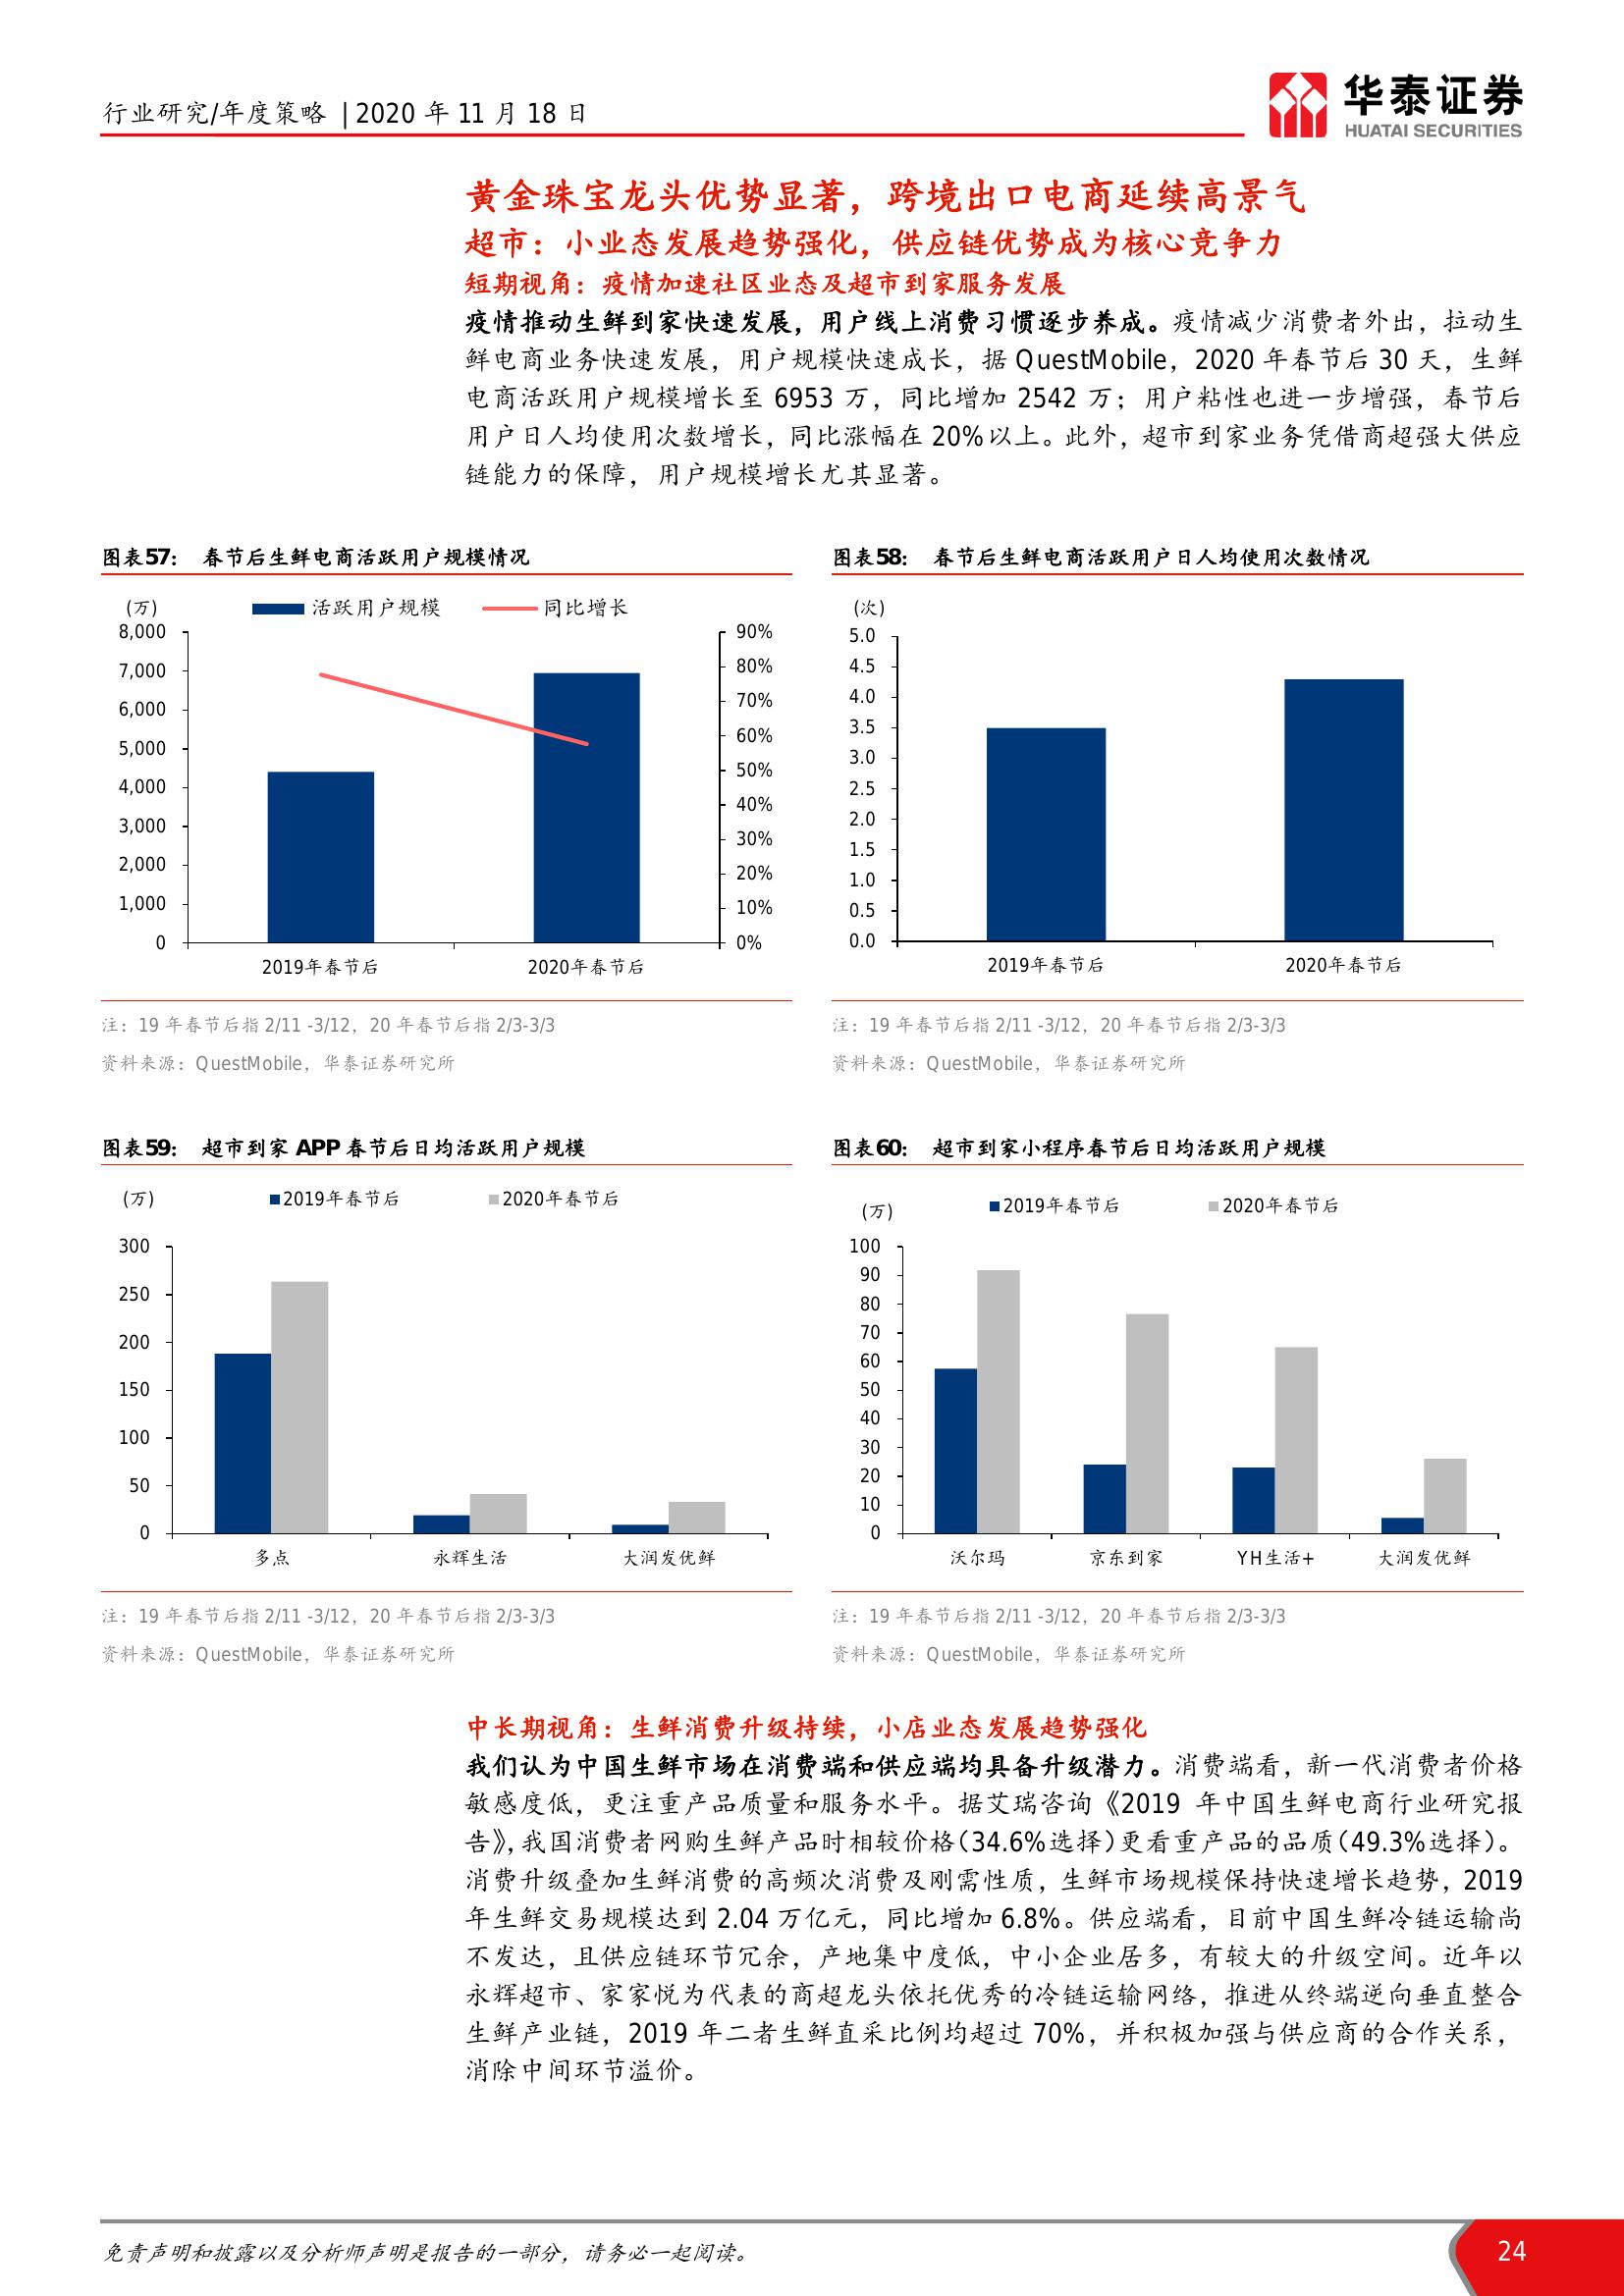 行业研究/年度策略 | 2020 年 11 月 18 日
华泰证券
HUATAI SECURITIES
黄金珠宝龙头优势显著，跨境出口电商延续高景气
超市：小业态发展趋势强化，供应链优势成为核心竞争力
短期视角：疫情加速社区业态及超市到家服务发展
疫情推动生鲜到家快速发展，用户线上消费习惯逐步养成。疫情减少消费者外出，拉动生
鲜电商业务快速发展，用户规模快速成长，据 QuestMobile，2020 年春节后 30 天，生鲜
电商活跃用户规模增长至 6953 万，同比增加 2542 万；用户粘性也进一步增强，春节后
用户日人均使用次数增长，同比涨幅在 20%以上。此外，超市到家业务凭借商超强大供应
链能力的保障，用户规模增长尤其显著。
图表57： 春节后生鲜电商活跃用户规模情况
(万)
活跃用户规模 同比增长
8,000
7,000
6,000
5,000
4,000
3,000
2,000
1,000
0
90%
80%
70%
60%
50%
40%
30%
20%
10%
0%
2019年春节后 2020年春节后
注：19 年春节后指 2/11 -3/12，20 年春节后指 2/3-3/3
资料来源：QuestMobile，华泰证券研究所
图表58： 春节后生鲜电商活跃用户日人均使用次数情况
(次)
5.0
4.5
4.0
3.5
3.0
2.5
2.0
1.5
1.0
0.5
0.0
2019年春节后 2020年春节后
注：19 年春节后指 2/11 -3/12，20 年春节后指 2/3-3/3
资料来源：QuestMobile，华泰证券研究所
图表59： 超市到家 APP 春节后日均活跃用户规模
(万)
2019年春节后 2020年春节后
300
250
200
150
100
50
0
多点 永辉生活 大润发优鲜
注：19 年春节后指 2/11 -3/12，20 年春节后指 2/3-3/3
资料来源：QuestMobile，华泰证券研究所
图表60： 超市到家小程序春节后日均活跃用户规模
(万)
2019年春节后 2020年春节后
100
90
80
70
60
50
40
30
20
10
0
沃尔玛 京东到家 YH生活+ 大润发优鲜
注：19 年春节后指 2/11 -3/12，20 年春节后指 2/3-3/3
资料来源：QuestMobile，华泰证券研究所
中长期视角：生鲜消费升级持续，小店业态发展趋势强化
我们认为中国生鲜市场在消费端和供应端均具备升级潜力。消费端看，新一代消费者价格
敏感度低，更注重产品质量和服务水平。据艾瑞咨询《2019 年中国生鲜电商行业研究报
告》，我国消费者网购生鲜产品时相较价格（34.6%选择）更看重产品的品质（49.3%选择）。
消费升级叠加生鲜消费的高频次消费及刚需性质，生鲜市场规模保持快速增长趋势，2019
年生鲜交易规模达到 2.04 万亿元，同比增加 6.8%。供应端看，目前中国生鲜冷链运输尚
不发达，且供应链环节冗余，产地集中度低，中小企业居多，有较大的升级空间。近年以
永辉超市、家家悦为代表的商超龙头依托优秀的冷链运输网络，推进从终端逆向垂直整合
生鲜产业链，2019 年二者生鲜直采比例均超过 70%，并积极加强与供应商的合作关系，
消除中间环节溢价。
免责声明和披露以及分析师声明是报告的一部分，请务必一起阅读。
24